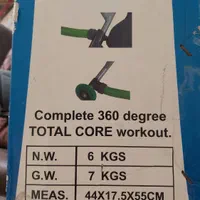 Complete 360 degree
TOTAL CORE workout.
N.W. 6 KGS
G.W. 7 KGS
MEAS. 44X17.5X55CM